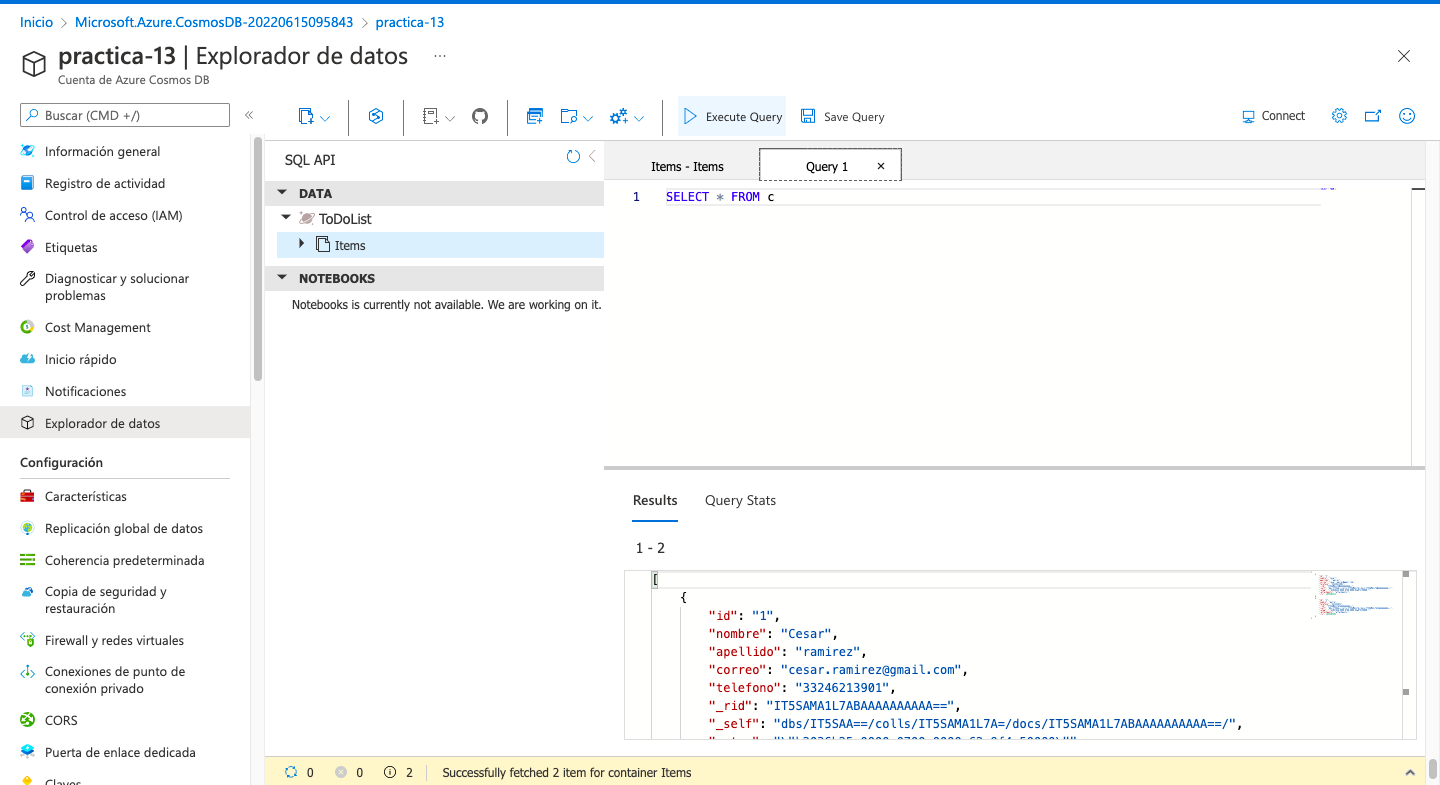 Inicio > Microsoft.Azure.CosmosDB-20220615095843 > practica-13
practica-13 | Explorador de datos ...
Cuenta de Azure Cosmos DB
Buscar (CMD +/)
«
Execute Query
Save Query
Connect
Información general
Registro de actividad
Control de acceso (IAM)
Etiquetas
Diagnosticar y solucionar
problemas
Cost Management
Inicio rápido
Notificaciones
Explorador de datos
Configuración
Características
Replicación global de datos
Coherencia predeterminada
Copia de seguridad y
restauración
Firewall y redes virtuales
Conexiones de punto de
conexión privado
CORS
Puerta de enlace dedicada
Claves
SQL API
DATA
ToDoList
Items
NOTEBOOKS
Notebooks is currently not available. We are working on it.
Items - Items
Query 1
1 SELECT * FROM c
Results
Query Stats
1 - 2
[
{
"id": "1",
"nombre": "Cesar",
"apellido": "ramirez",
"correo": "cesar.ramirez@gmail.com",
"telefono": "33246213901",
"_rid": "IT5SAMA1L7ABAAAAAAAAAA==",
"_self": "dbs/IT5SAA==/colls/IT5SAMA1L7A=/docs/IT5SAMA1L7ABAAAAAAAAAA==/",
0 0 2 Successfully fetched 2 item for container Items